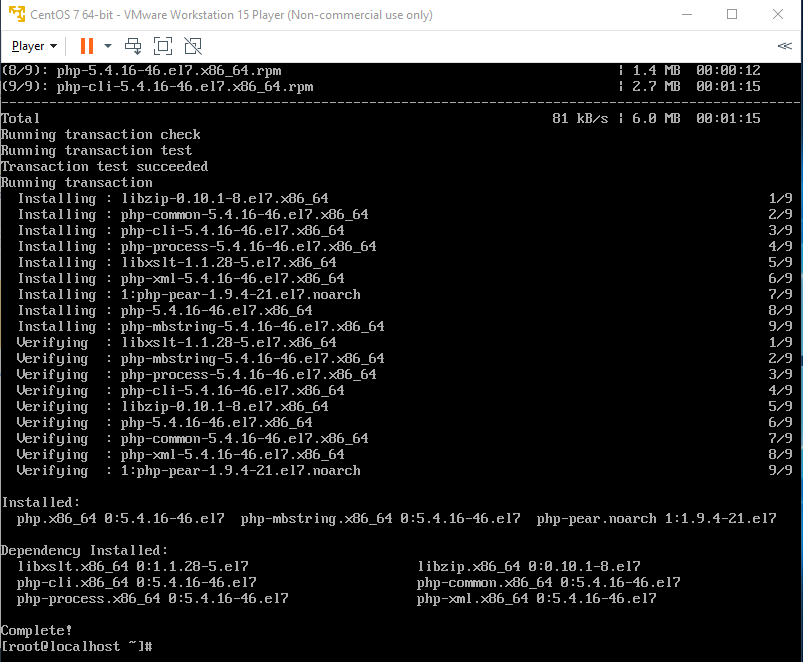 CentOS 7 64-bit - VMware Workstation 15 Player (Non-commercial use only)
Player
(8/9): php-5.4.16-46.el7.x86_64.rpm | 1.4 MB 00:00:12
(9/9): php-cli-5.4.16-46.el7.x86_64.rpm | 2.7 MB 00:01:15
--------------------------------------------------------------------------------
Total 81 kB/s | 6.0 MB 00:01:15
Running transaction check
Running transaction test
Transaction test succeeded
Running transaction
Installing : libzip-0.10.1-8.el7.x86_64 1/9
Installing : php-common-5.4.16-46.el7.x86_64 2/9
Installing : php-cli-5.4.16-46.el7.x86_64 3/9
Installing : php-process-5.4.16-46.el7.x86_64 4/9
Installing : libxslt-1.1.28-5.el7.x86_64 5/9
Installing : php-xml-5.4.16-46.el7.x86_64 6/9
Installing : 1:php-pear-1.9.4-21.el7.noarch 7/9
Installing : php-5.4.16-46.el7.x86_64 8/9
Installing : php-mbstring-5.4.16-46.el7.x86_64 9/9
Verifying : libxslt-1.1.28-5.el7.x86_64 1/9
Verifying : php-mbstring-5.4.16-46.el7.x86_64 2/9
Verifying : php-process-5.4.16-46.el7.x86_64 3/9
Verifying : php-cli-5.4.16-46.el7.x86_64 4/9
Verifying : libzip-0.10.1-8.el7.x86_64 5/9
Verifying : php-5.4.16-46.el7.x86_64 6/9
Verifying : php-common-5.4.16-46.el7.x86_64 7/9
Verifying : php-xml-5.4.16-46.el7.x86_64 8/9
Verifying : 1:php-pear-1.9.4-21.el7.noarch 9/9
Installed:
php.x86_64 0:5.4.16-46.el7 php-mbstring.x86_64 0:5.4.16-46.el7 php-pear.noarch 1:1.9.4-21.el7
Dependency Installed:
libxslt.x86_64 0:1.1.28-5.el7 libzip.x86_64 0:0.10.1-8.el7
php-cli.x86_64 0:5.4.16-46.el7 php-common.x86_64 0:5.4.16-46.el7
php-process.x86_64 0:5.4.16-46.el7 php-xml.x86_64 0:5.4.16-46.el7
Complete!
[root@localhost ~]#